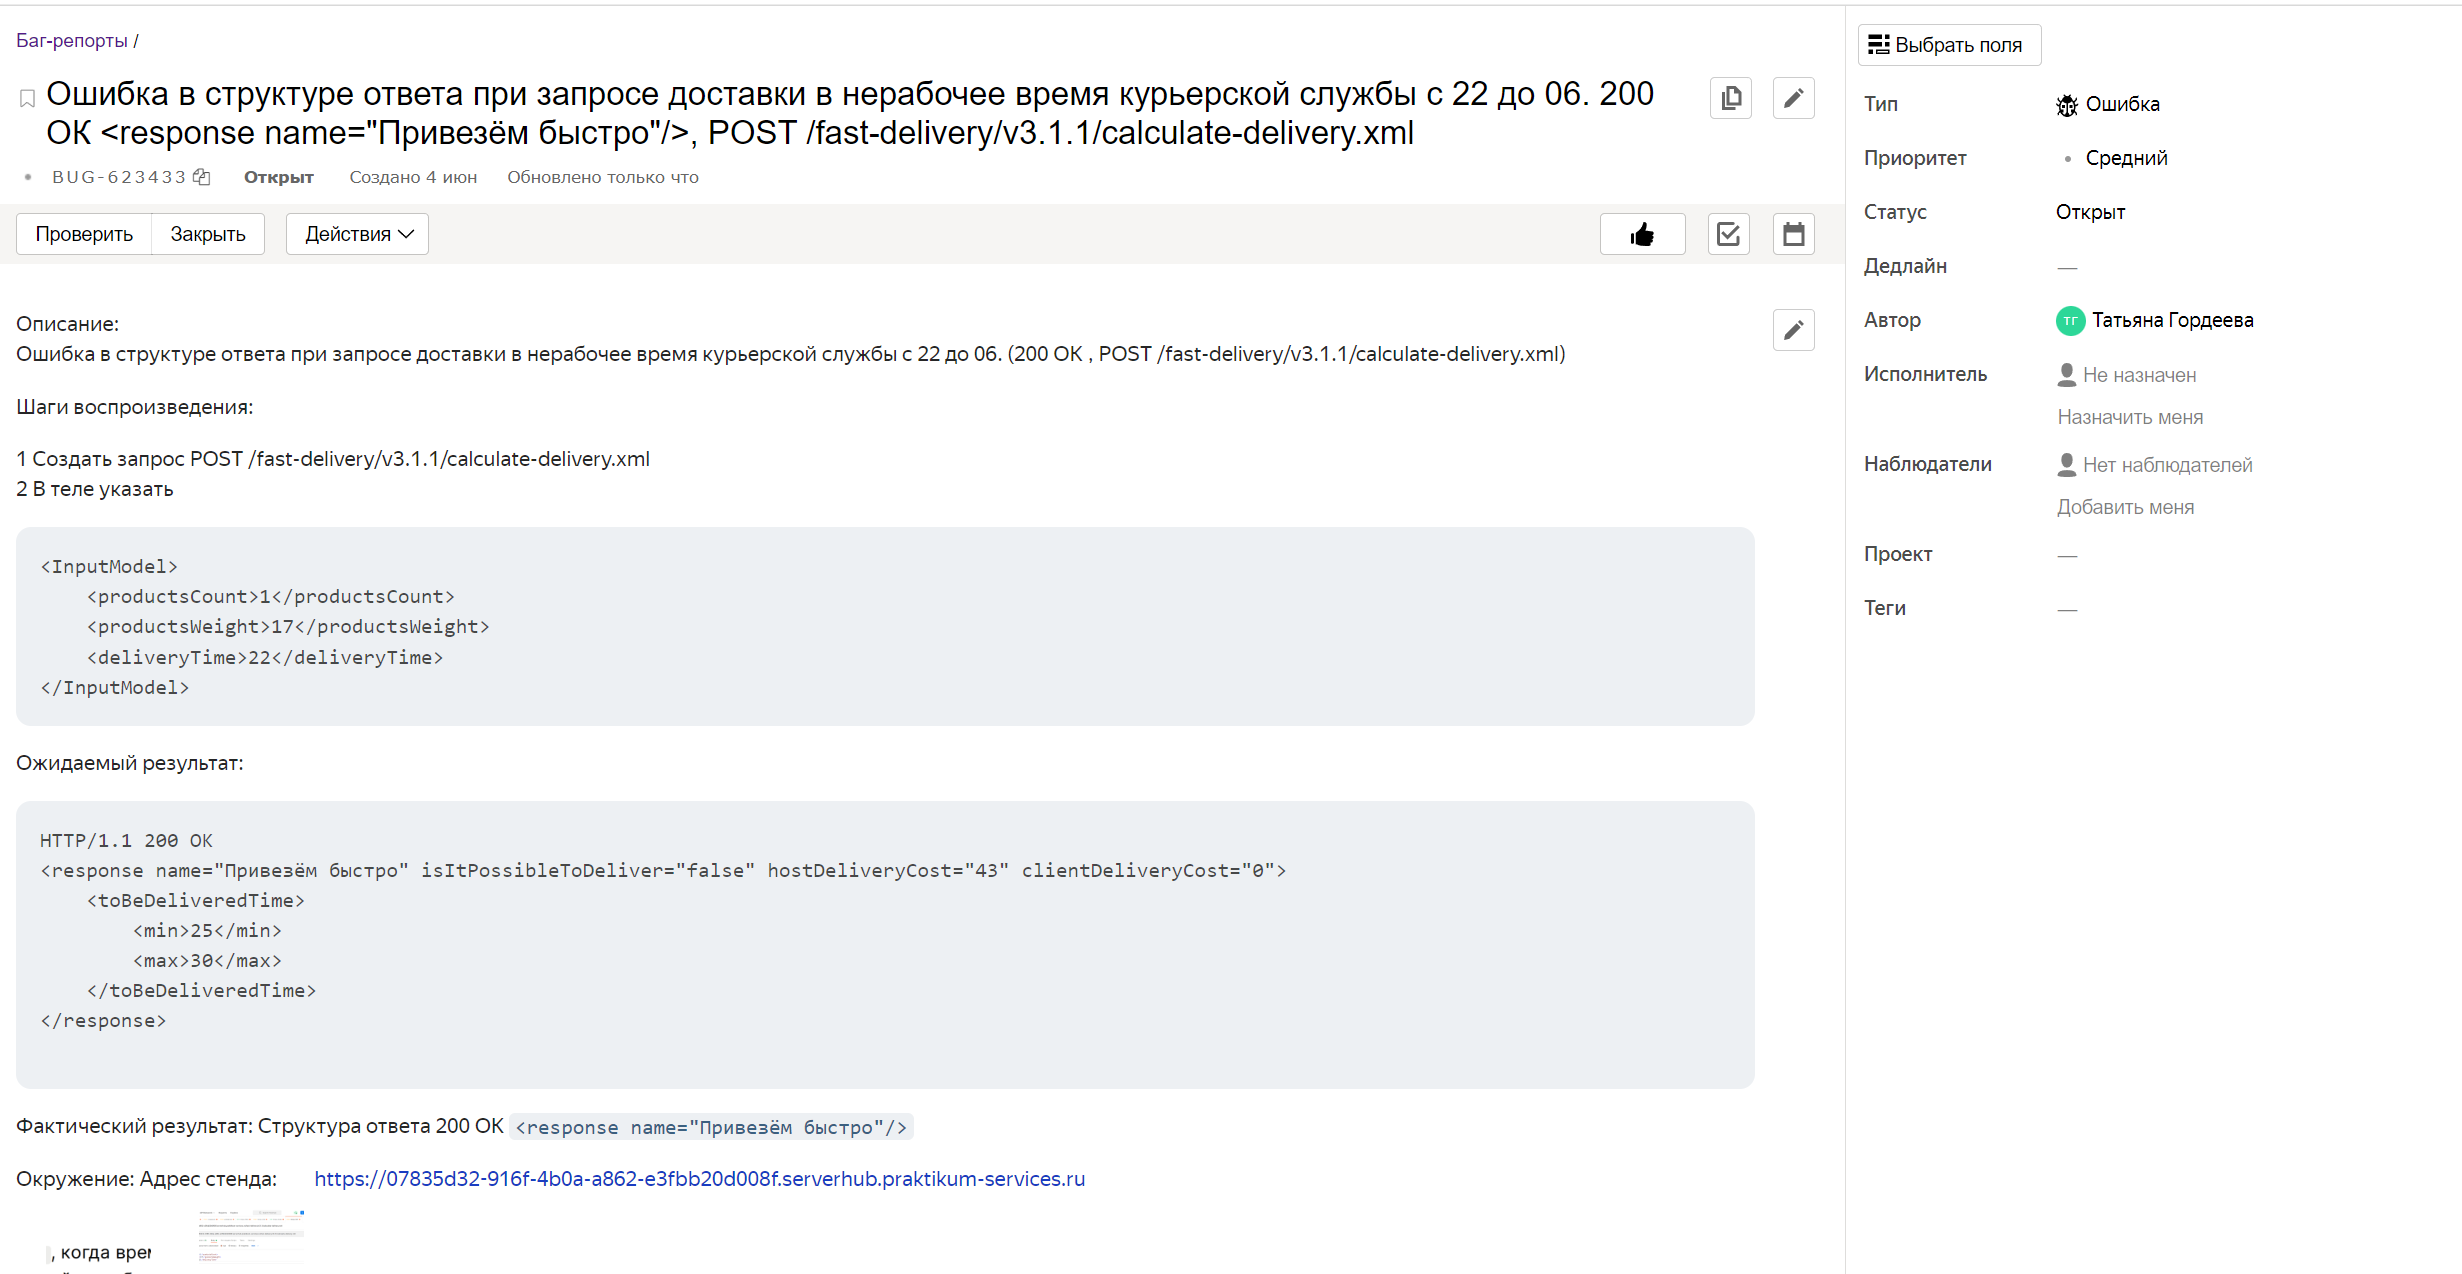 Баг-репорты /
Ошибка в структуре ответа при запросе доставки в нерабочее время курьерской службы с 22 до 06. 200
ОК <response name="Привезём быстро"/>, POST /fast-delivery/v3.1.1/calculate-delivery.xml
BUG-623433 Открыт Создано 4 июн Обновлено только что
Проверить Закрыть Действия
Описание:
Ошибка в структуре ответа при запросе доставки в нерабочее время курьерской службы с 22 до 06. (200 ОК , POST /fast-delivery/v3.1.1/calculate-delivery.xml)
Шаги воспроизведения:
1 Создать запрос POST /fast-delivery/v3.1.1/calculate-delivery.xml
2 В теле указать
<InputModel>
<productsCount>1</productsCount>
<productsWeight>17</productsWeight>
<deliveryTime>22</deliveryTime>
</InputModel>
Ожидаемый результат:
HTTP/1.1 200 OK
<response name="Привезём быстро" isItPossibleToDeliver="false" hostDeliveryCost="43" clientDeliveryCost="0">
<toBeDeliveredTime>
<min>25</min>
<max>30</max>
</toBeDeliveredTime>
</response>
Фактический результат: Структура ответа 200 ОК <response name="Привезём быстро"/>
Окружение: Адрес стенда: https://07835d32-916f-4b0a-a862-e3fbb20d008f.serverhub.praktikum-services.ru
, когда
Выбрать поля
Тип Ошибка
Приоритет Средний
Статус Открыт
Дедлайн —
Автор ТГ Татьяна Гордеева
Исполнитель Не назначен
Назначить меня
Наблюдатели Нет наблюдателей
Добавить меня
Проект —
Теги —